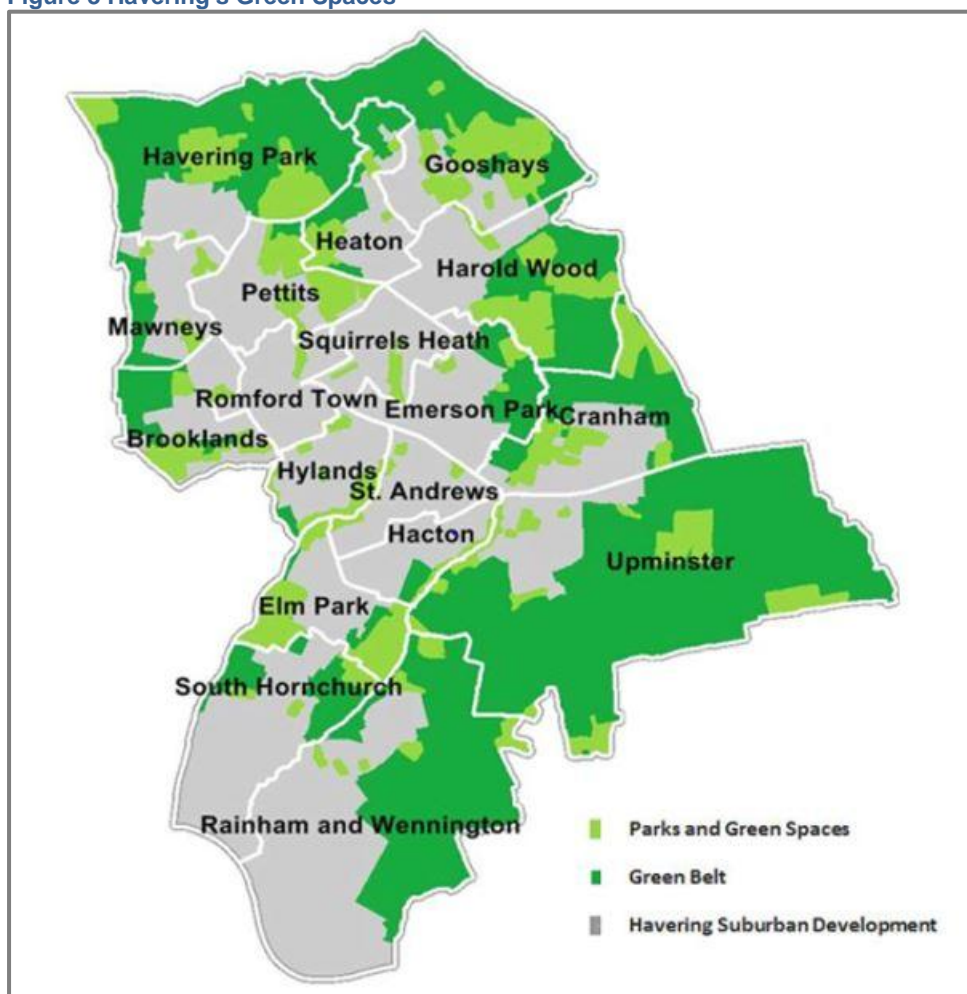 Figure 3 Havering's Green Spaces
Havering Park
Gooshays
Heaton
Harold Wood
Pettits
Mawneys
Squirrels Heath
Romford Town
Emerson Park
Cranham
Brooklands
Hylands
St. Andrews
Hacton
Upminster
Elm Park
South Hornchurch
Rainham and Wennington
Parks and Green Spaces
Green Belt
Havering Suburban Development